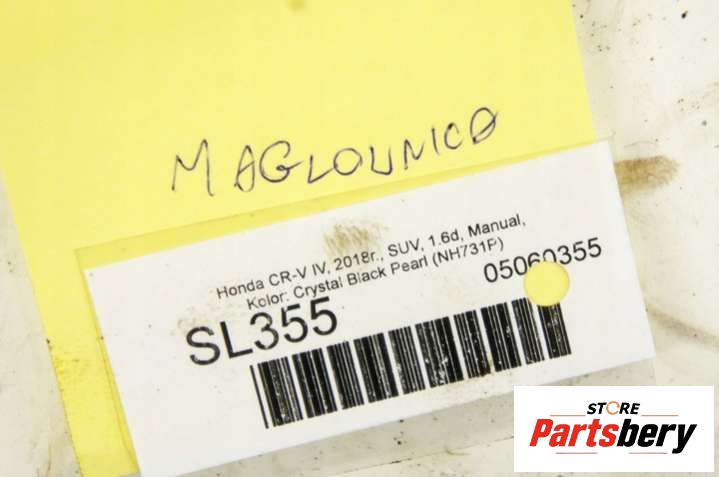 MAGLOWNICA
Honda CR-V IV, 2018r., SUV, 1.6d, Manual,
Kolor: Crystal Black Pearl (NH731P)
SL355
05060355
STORE
Partsbery